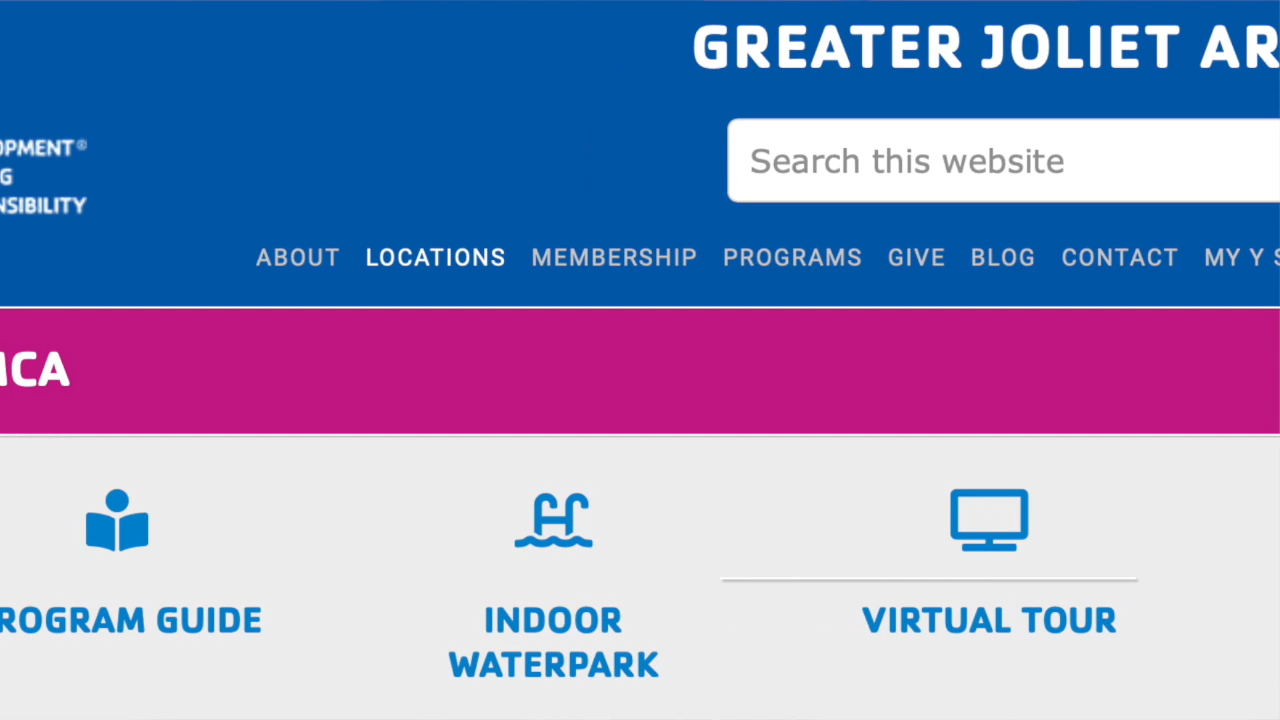 GREATER JOLIET AR
OPMENT®
G
NSIBILITY
Search this website
ABOUT LOCATIONS MEMBERSHIP PROGRAMS GIVE BLOG CONTACT MY Y S
MCA
ROGRAM GUIDE
INDOOR
WATERPARK
VIRTUAL TOUR